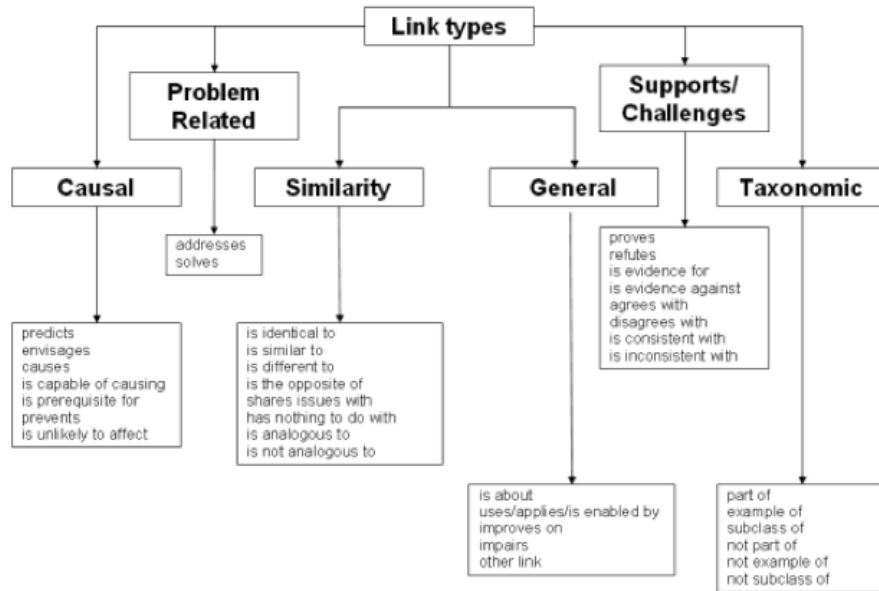 Link types
Problem
Related
Supports/
Challenges
Causal
Similarity
General
Taxonomic
addresses
solves
proves
refutes
is evidence for
is evidence against
agrees with
disagrees with
is consistent with
is inconsistent with
predicts
envisages
causes
is capable of causing
is prerequisite for
prevents
is unlikely to affect
is identical to
is similar to
is different to
is the opposite of
shares issues with
has nothing to do with
is analogous to
is not analogous to
is about
uses/applies/is enabled by
improves on
impairs
other link
part of
example of
subclass of
not part of
not example of
not subclass of